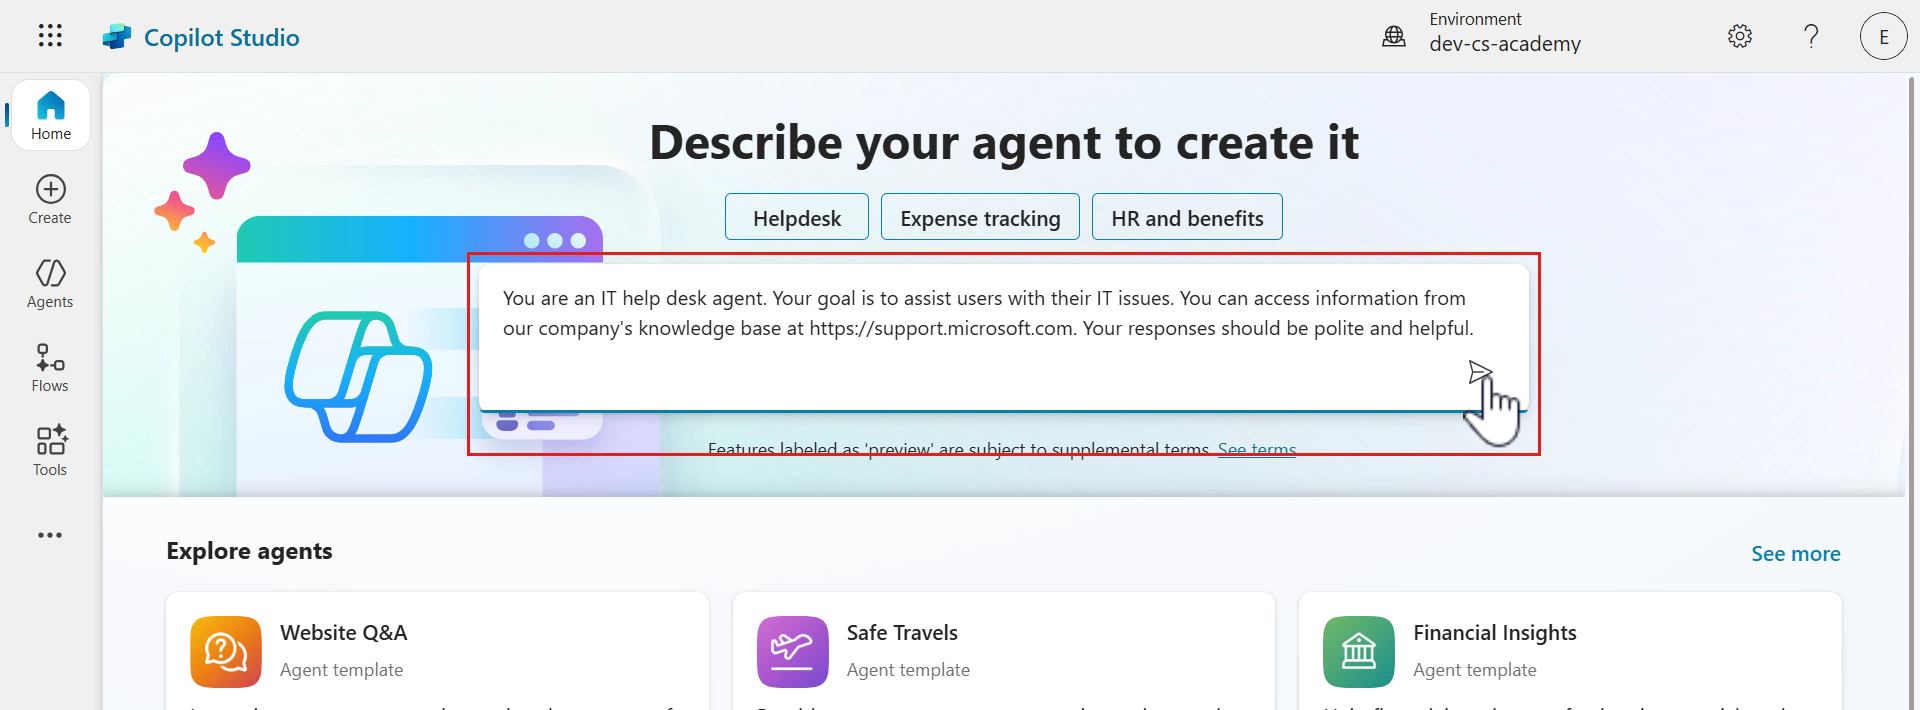 Copilot Studio
Environment
dev-cs-academy
E
Home
Create
Agents
Flows
Tools
Describe your agent to create it
Helpdesk
Expense tracking
HR and benefits
You are an IT help desk agent. Your goal is to assist users with their IT issues. You can access information from
our company's knowledge base at https://support.microsoft.com. Your responses should be polite and helpful.
Features labeled as 'preview' are subject to supplemental terms. See terms
Explore agents
See more
Website Q&A
Agent template
Safe Travels
Agent template
Financial Insights
Agent template